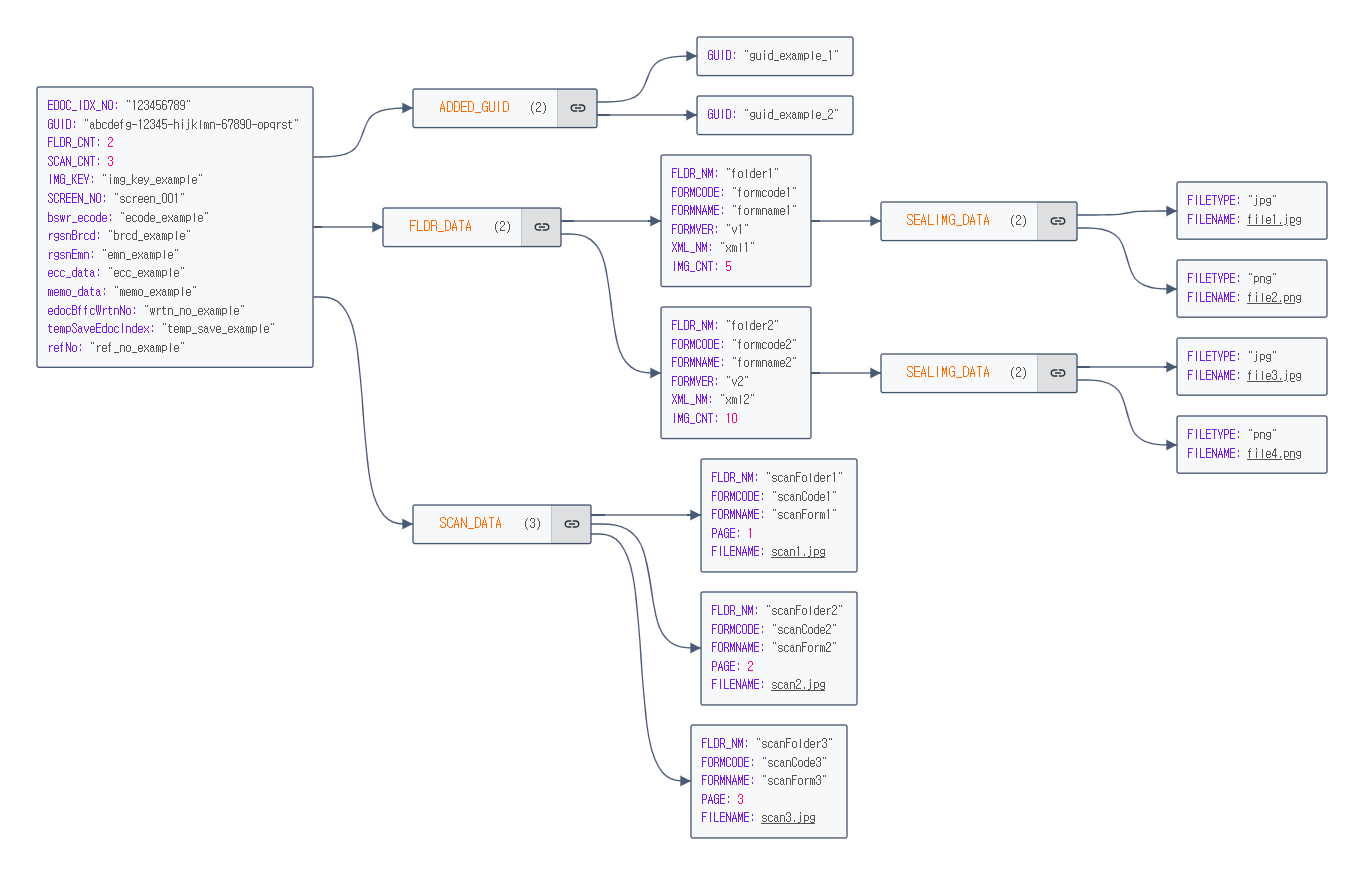 EDOC_IDX_NO: "123456789"
GUID: "abcdefg-12345-hijklmn-67890-opqrst"
FLDR_CNT: 2
SCAN_CNT: 3
IMG_KEY: "img_key_example"
SCREEN_NO: "screen_001"
bswr_ecode: "ecode_example"
rgsnBrcd: "brcd_example"
rgsnEmn: "emn_example"
ecc_data: "ecc_example"
memo_data: "memo_example"
edocBffcWrtnNo: "wrtn_no_example"
tempSaveEdocIndex: "temp_save_example"
refNo: "ref_no_example"
ADDED_GUID (2)
GUID: "guid_example_1"
GUID: "guid_example_2"
FLDR_DATA (2)
FLDR_NM: "folder1"
FORMCODE: "formcode1"
FORMNAME: "formname1"
FORMVER: "v1"
XML_NM: "xml1"
IMG_CNT: 5
SEALIMG_DATA (2)
FILETYPE: "jpg"
FILENAME: file1.jpg
FILETYPE: "png"
FILENAME: file2.png
FLDR_NM: "folder2"
FORMCODE: "formcode2"
FORMNAME: "formname2"
FORMVER: "v2"
XML_NM: "xml2"
IMG_CNT: 10
SEALIMG_DATA (2)
FILETYPE: "jpg"
FILENAME: file3.jpg
FILETYPE: "png"
FILENAME: file4.png
SCAN_DATA (3)
FLDR_NM: "scanFolder1"
FORMCODE: "scanCode1"
FORMNAME: "scanForm1"
PAGE: 1
FILENAME: scan1.jpg
FLDR_NM: "scanFolder2"
FORMCODE: "scanCode2"
FORMNAME: "scanForm2"
PAGE: 2
FILENAME: scan2.jpg
FLDR_NM: "scanFolder3"
FORMCODE: "scanCode3"
FORMNAME: "scanForm3"
PAGE: 3
FILENAME: scan3.jpg